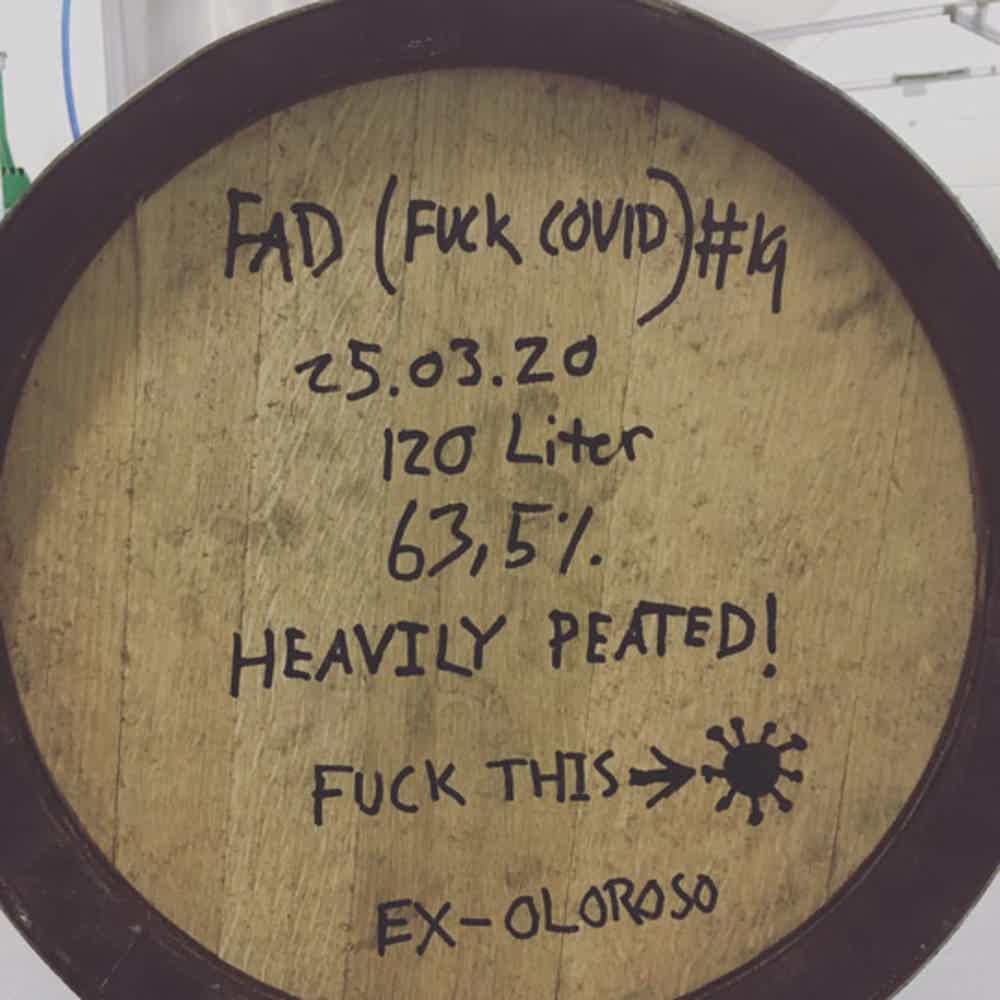 FAD (FUCK COVID) #19
25.03.20
120 Liter
63,5%
HEAVILY PEATED!
FUCK THIS →
EX-OLOROSO